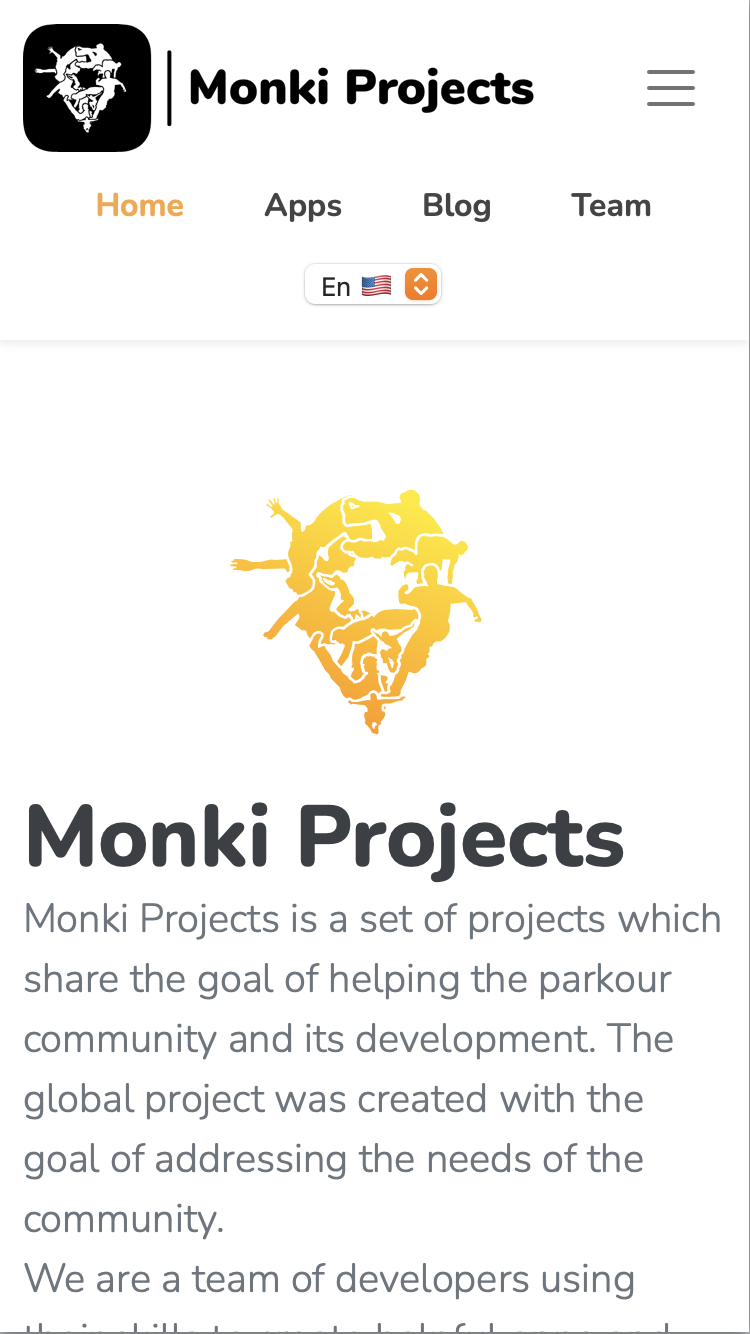 Monki Projects
Home Apps Blog Team
En 🇺🇸
Monki Projects
Monki Projects is a set of projects which
share the goal of helping the parkour
community and its development. The
global project was created with the
goal of addressing the needs of the
community.
We are a team of developers using